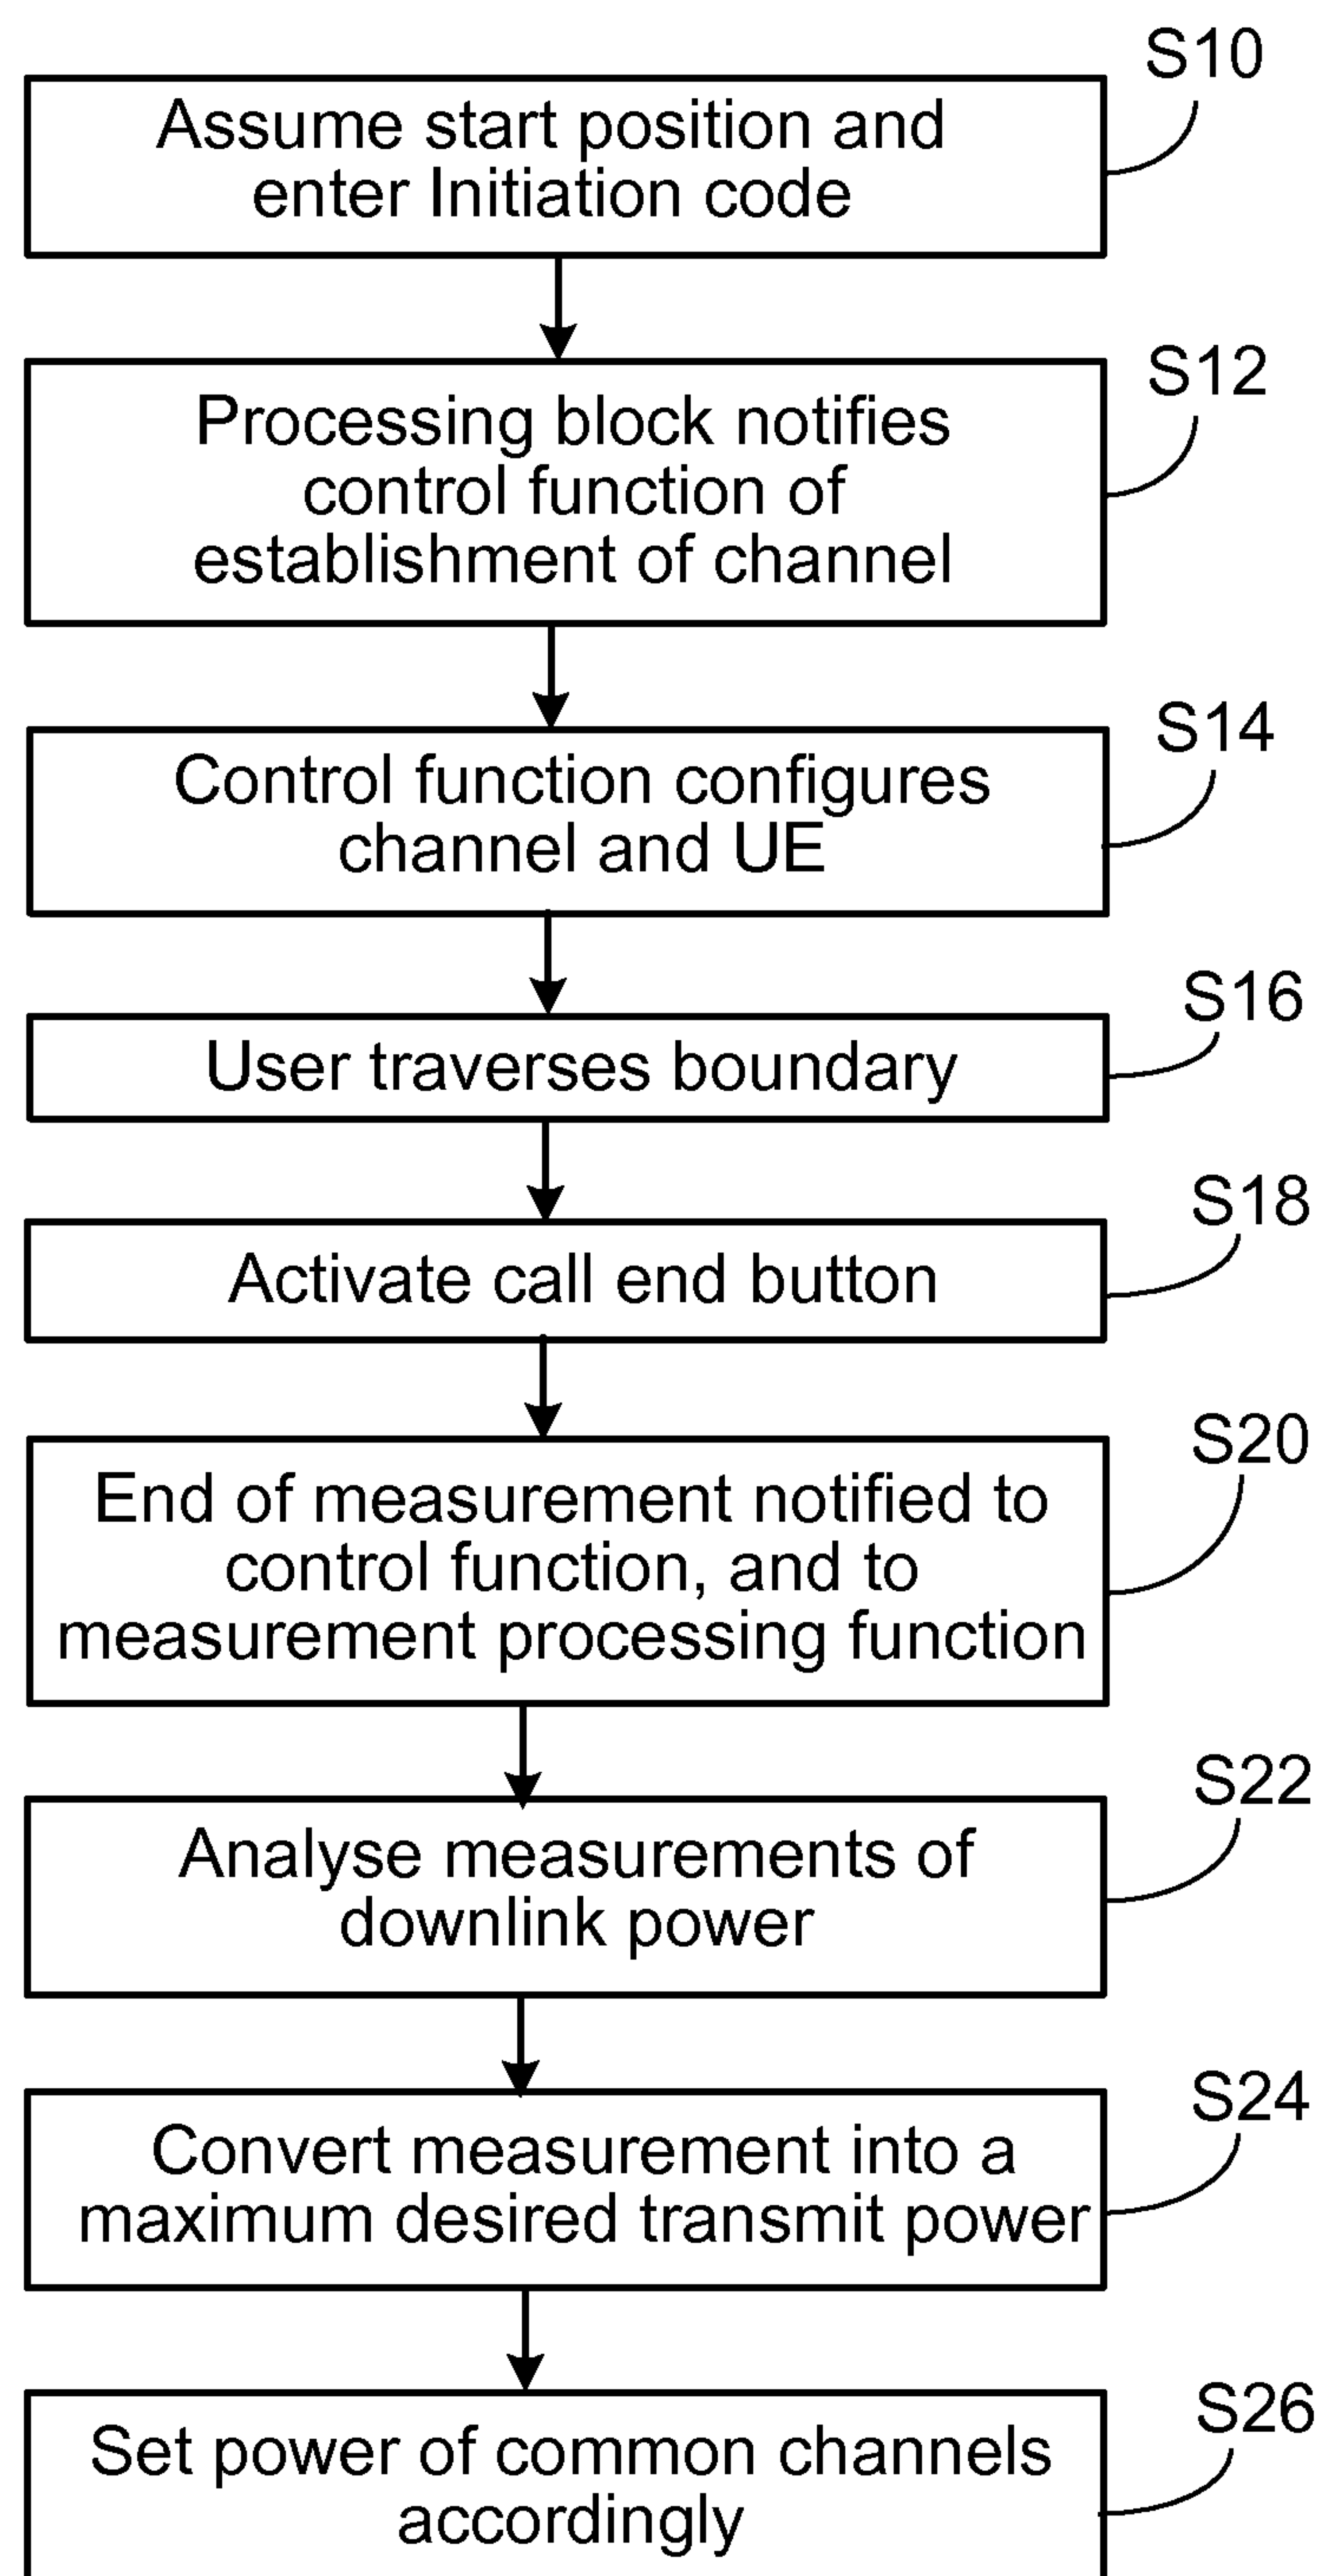 S10
Assume start position and
enter Initiation code
S12
Processing block notifies
control function of
establishment of channel
S14
Control function configures
channel and UE
S16
User traverses boundary
S18
Activate call end button
S20
End of measurement notified to
control function, and to
measurement processing function
S22
Analyse measurements of
downlink power
S24
Convert measurement into a
maximum desired transmit power
S26
Set power of common channels
accordingly